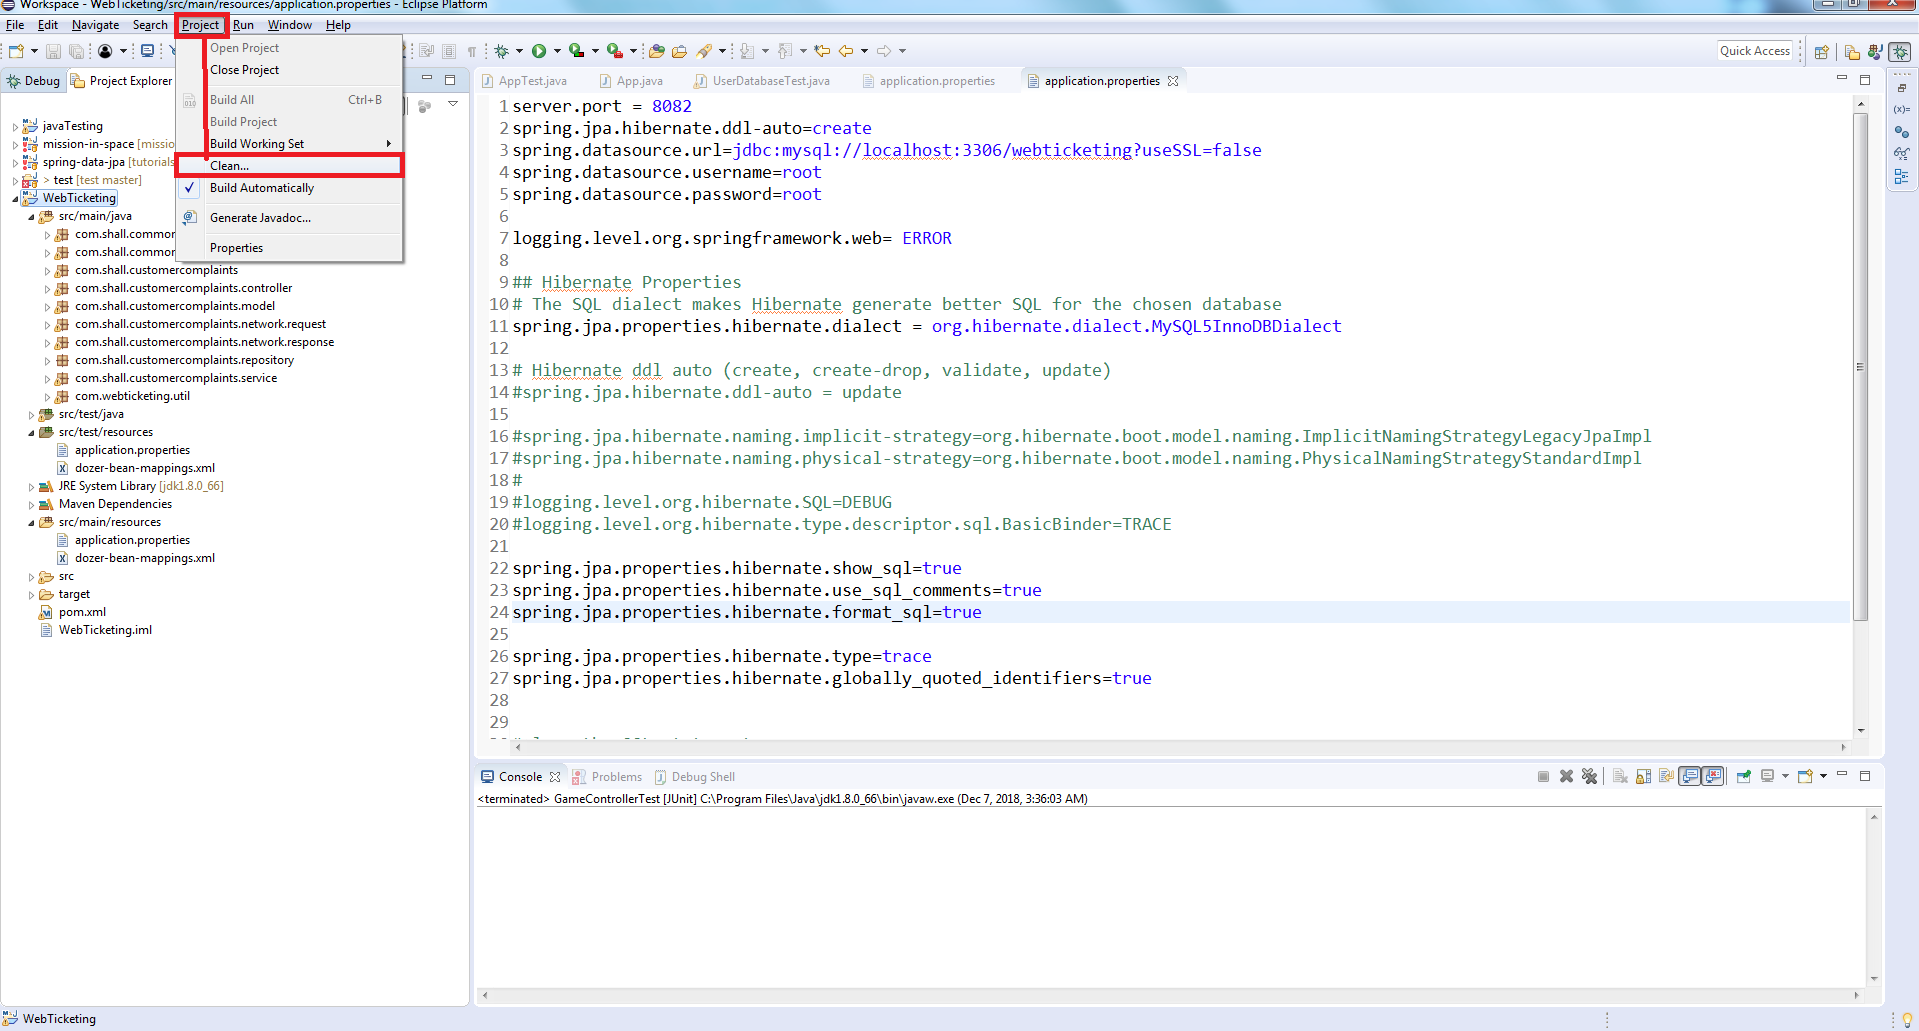 Workspace - WebTicketing/src/main/resources/application.properties - Eclipse Platform
File Edit Navigate Search Project Run Window Help
Quick Access
Open Project
Close Project
Build All Ctrl+B
Build Project
Build Working Set
Clean...
Build Automatically
Generate Javadoc...
Properties
Debug Project Explorer
javaTesting
mission-in-space [missio
spring-data-jpa [tutorials
> test [test master]
WebTicketing
src/main/java
com.shall.common
com.shall.common
com.shall.customercomplaints
com.shall.customercomplaints.controller
com.shall.customercomplaints.model
com.shall.customercomplaints.network.request
com.shall.customercomplaints.network.response
com.shall.customercomplaints.repository
com.shall.customercomplaints.service
com.webticketing.util
src/test/java
src/test/resources
application.properties
dozer-bean-mappings.xml
JRE System Library [jdk1.8.0_66]
Maven Dependencies
src/main/resources
application.properties
dozer-bean-mappings.xml
src
target
pom.xml
WebTicketing.iml
AppTest.java App.java UserDatabaseTest.java application.properties application.properties
1 server.port = 8082
2 spring.jpa.hibernate.ddl-auto=create
3 spring.datasource.url=jdbc:mysql://localhost:3306/webticketing?useSSL=false
4 spring.datasource.username=root
5 spring.datasource.password=root
6
7 logging.level.org.springframework.web= ERROR
8
9 ## Hibernate Properties
10 # The SQL dialect makes Hibernate generate better SQL for the chosen database
11 spring.jpa.properties.hibernate.dialect = org.hibernate.dialect.MySQL5InnoDBDialect
12
13 # Hibernate ddl auto (create, create-drop, validate, update)
14 #spring.jpa.hibernate.ddl-auto = update
15
16 #spring.jpa.hibernate.naming.implicit-strategy=org.hibernate.boot.model.naming.ImplicitNamingStrategyLegacyJpaImpl
17 #spring.jpa.hibernate.naming.physical-strategy=org.hibernate.boot.model.naming.PhysicalNamingStrategyStandardImpl
18 #
19 #logging.level.org.hibernate.SQL=DEBUG
20 #logging.level.org.hibernate.type.descriptor.sql.BasicBinder=TRACE
21
22 spring.jpa.properties.hibernate.show_sql=true
23 spring.jpa.properties.hibernate.use_sql_comments=true
24 spring.jpa.properties.hibernate.format_sql=true
25
26 spring.jpa.properties.hibernate.type=trace
27 spring.jpa.properties.hibernate.globally_quoted_identifiers=true
28
29
Console Problems Debug Shell
<terminated> GameControllerTest [JUnit] C:\Program Files\Java\jdk1.8.0_66\bin\javaw.exe (Dec 7, 2018, 3:36:03 AM)
WebTicketing